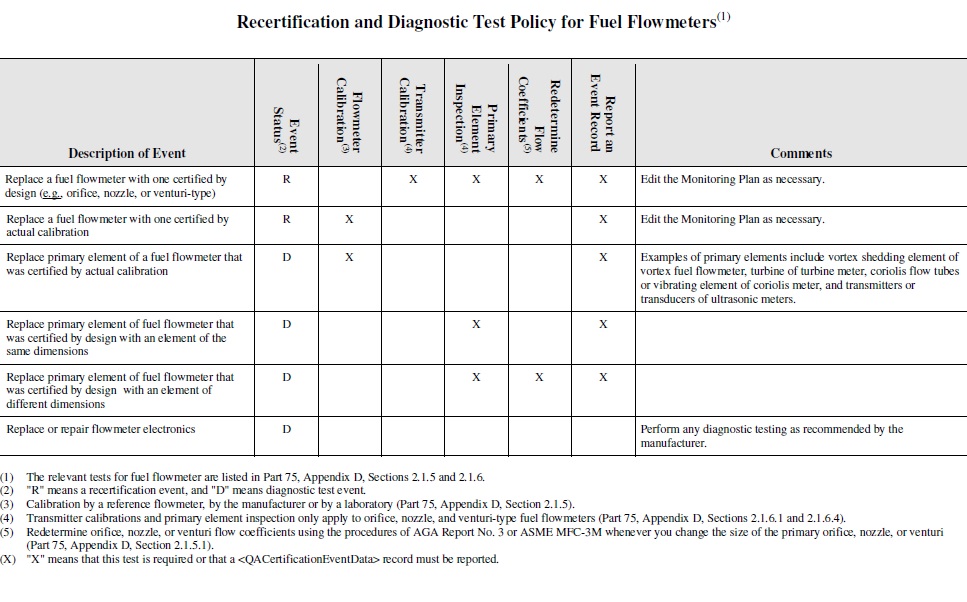 Recertification and Diagnostic Test Policy for Fuel Flowmeters(1)
Description of Event
Event
Status(2)
Flowmeter
Calibration(3)
Transmitter
Calibration(4)
Primary
Element
Inspection(4)
Redetermine
Flow
Coefficients(5)
Report an
Event Record
Comments
Replace a fuel flowmeter with one certified by
design (e.g., orifice, nozzle, or venturi-type)
R
X
X
X
X
Edit the Monitoring Plan as necessary.
Replace a fuel flowmeter with one certified by
actual calibration
R
X
X
Edit the Monitoring Plan as necessary.
Replace primary element of a fuel flowmeter that
was certified by actual calibration
D
X
X
Examples of primary elements include vortex shedding element of
vortex fuel flowmeter, turbine of turbine meter, coriolis flow tubes
or vibrating element of coriolis meter, and transmitters or
transducers of ultrasonic meters.
Replace primary element of fuel flowmeter that
was certified by design with an element of the
same dimensions
D
X
X
Replace primary element of fuel flowmeter that
was certified by design with an element of
different dimensions
D
X
X
X
Replace or repair flowmeter electronics
D
Perform any diagnostic testing as recommended by the
manufacturer.
(1) The relevant tests for fuel flowmeter are listed in Part 75, Appendix D, Sections 2.1.5 and 2.1.6.
(2) "R" means a recertification event, and "D" means diagnostic test event.
(3) Calibration by a reference flowmeter, by the manufacturer or by a laboratory (Part 75, Appendix D, Section 2.1.5).
(4) Transmitter calibrations and primary element inspection only apply to orifice, nozzle, and venturi-type fuel flowmeters (Part 75, Appendix D, Sections 2.1.6.1 and 2.1.6.4).
(5) Redetermine orifice, nozzle, or venturi flow coefficients using the procedures of AGA Report No. 3 or ASME MFC-3M whenever you change the size of the primary orifice, nozzle, or venturi
(Part 75, Appendix D, Section 2.1.5.1).
(X) "X" means that this test is required or that a <QACertificationEventData> record must be reported.